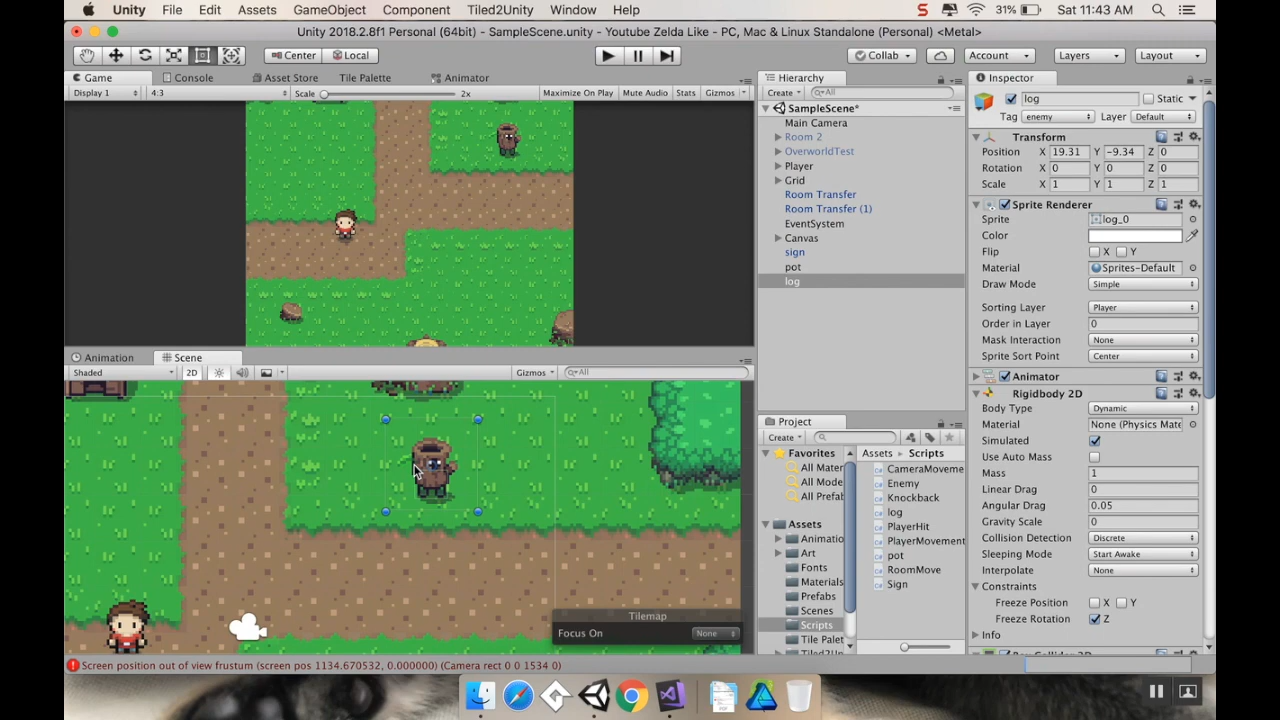 Unity File Edit Assets GameObject Component Tiled2Unity Window Help S 31% Sat 11:43 AM
Unity 2018.2.8f1 Personal (64bit) - SampleScene.unity - Youtube Zelda Like - PC, Mac & Linux Standalone (Personal) <Metal>
Center Local Collab Account Layers Layout
Game Console Asset Store Tile Palette Animator
Display 1 4:3 Scale 2x Maximize On Play Mute Audio Stats Gizmos
Hierarchy
Create All
SampleScene*
Main Camera
Room 2
OverworldTest
Player
Grid
Room Transfer
Room Transfer (1)
EventSystem
Canvas
sign
pot
log
Inspector
log Static
Tag enemy Layer Default
Transform
Position X 19.31 Y -9.34 Z 0
Rotation X 0 Y 0 Z 0
Scale X 1 Y 1 Z 1
Sprite Renderer
Sprite log_0
Color
Flip X Y
Material Sprites-Default
Draw Mode Simple
Sorting Layer Player
Order in Layer 0
Mask Interaction None
Sprite Sort Point Center
Animator
Rigidbody 2D
Body Type Dynamic
Material None (Physics Mate
Simulated
Use Auto Mass
Mass 1
Linear Drag 0
Angular Drag 0.05
Gravity Scale 0
Collision Detection Discrete
Sleeping Mode Start Awake
Interpolate None
Constraints
Freeze Position X Y
Freeze Rotation Z
Info
Animation Scene
Shaded 2D Gizmos All
Tilemap
Focus On None
Project
Create
Favorites
All Mater
All Mode
All Prefab
Assets
Animatio
Art
Fonts
Materials
Prefabs
Scenes
Scripts
Tile Palet
Assets Scripts
CameraMoveme
Enemy
Knockback
log
PlayerHit
PlayerMovement
pot
RoomMove
Sign
Screen position out of view frustum (screen pos 1134.670532, 0.000000) (Camera rect 0 0 1534 0)